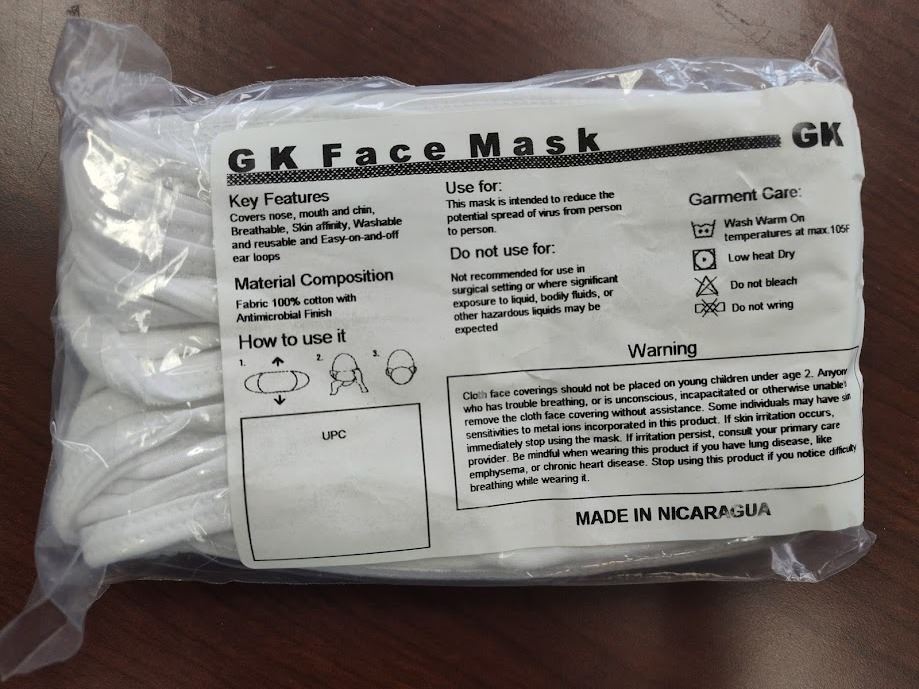 GK Face Mask
GK
Key Features
Covers nose, mouth and chin,
Breathable, Skin affinity, Washable
and reusable and Easy-on-and-off
ear loops
Material Composition
Fabric 100% cotton with
Antimicrobial Finish
How to use it
1.
2.
3.
UPC
Use for:
This mask is intended to reduce the
potential spread of virus from person
to person.
Do not use for:
Not recommended for use in
surgical setting or where significant
exposure to liquid, bodily fluids, or
other hazardous liquids may be
expected
Garment Care:
Wash Warm On
temperatures at max.105F
Low heat Dry
Do not bleach
Do not wring
Warning
Cloth face coverings should not be placed on young children under age 2. Anyon
who has trouble breathing, or is unconscious, incapacitated or otherwise unable
remove the cloth face covering without assistance. Some individuals may have
sensitivities to metal ions incorporated in this product. If skin irritation occurs,
immediately stop using the mask. If irritation persist, consult your primary care
provider. Be mindful when wearing this product if you have lung disease, like
emphysema, or chronic heart disease. Stop using this product if you notice difficulty
breathing while wearing it.
MADE IN NICARAGUA